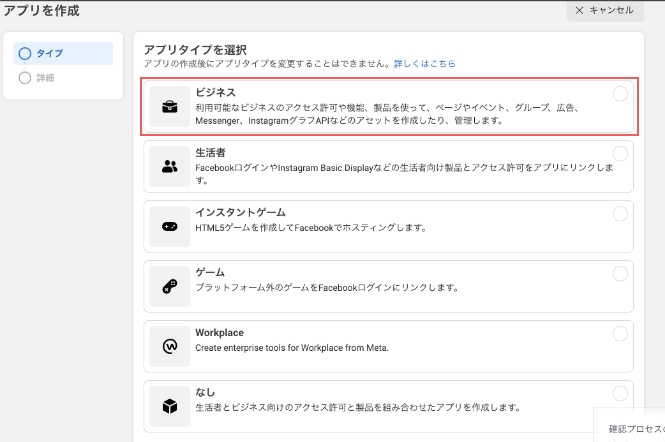 アプリを作成
キャンセル
タイプ
詳細
アプリタイプを選択
アプリの作成後にアプリタイプを変更することはできません。詳しくはこちら
ビジネス
利用可能なビジネスのアクセス許可や機能、製品を使って、ページやイベント、グループ、広告、
Messenger、InstagramグラフAPIなどのアセットを作成したり、管理します。
生活者
FacebookログインやInstagram Basic Displayなどの生活者向け製品とアクセス許可をアプリにリンクしま
す。
インスタントゲーム
HTML5ゲームを作成してFacebookでホスティングします。
ゲーム
プラットフォーム外のゲームをFacebookログインにリンクします。
Workplace
Create enterprise tools for Workplace from Meta.
なし
生活者とビジネス向けのアクセス許可と製品を組み合わせたアプリを作成します。
確認プロセスの